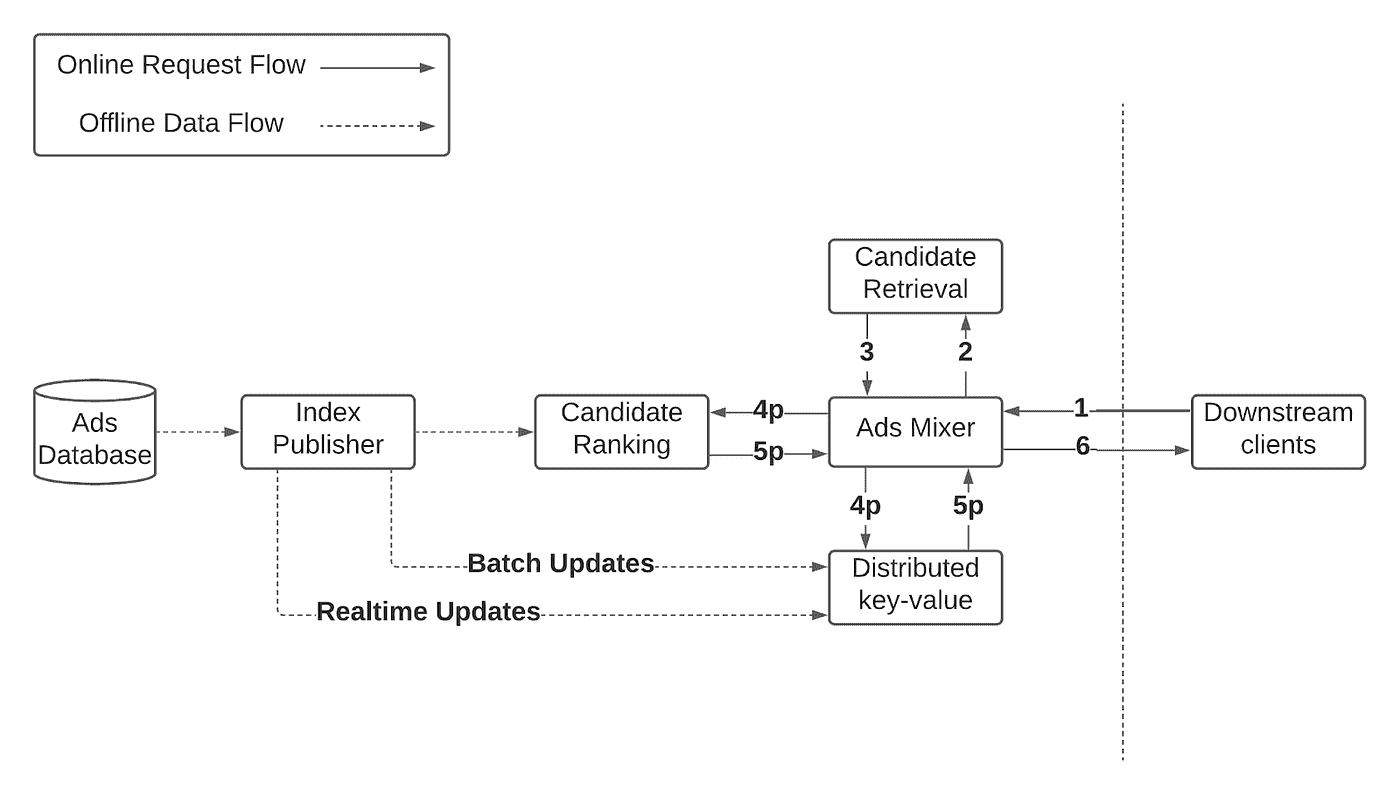 Online Request Flow
Offline Data Flow
Candidate
Retrieval
3
2
Ads
Database
Index
Publisher
Candidate
Ranking
4p
5p
Ads Mixer
1
6
Downstream
clients
4p
5p
Batch Updates
Realtime Updates
Distributed
key-value